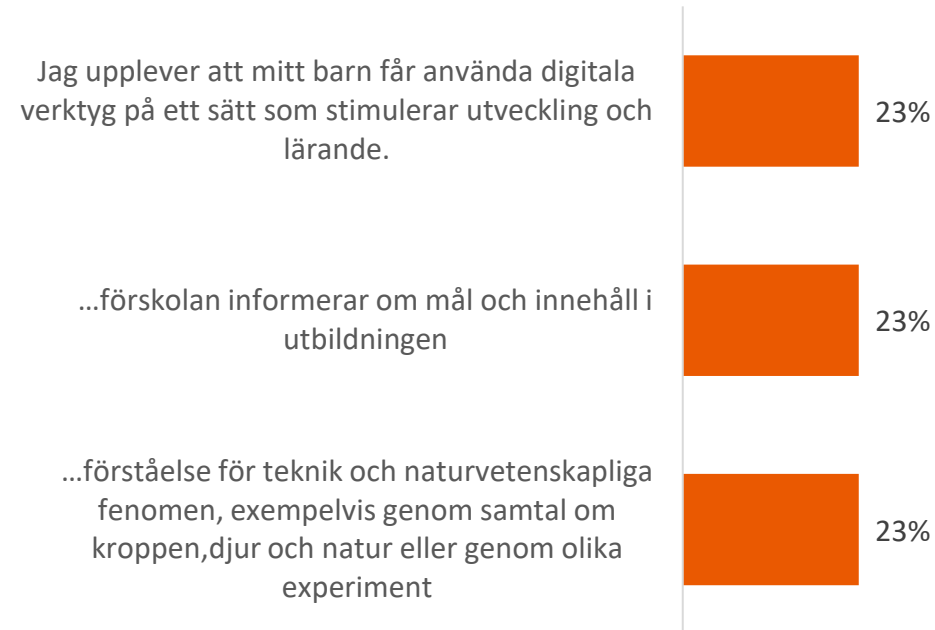 Jag upplever att mitt barn får använda digitala
verktyg på ett sätt som stimulerar utveckling och
lärande.
23%
...förskolan informerar om mål och innehåll i
utbildningen
23%
...förståelse för teknik och naturvetenskapliga
fenomen, exempelvis genom samtal om
kroppen,djur och natur eller genom olika
experiment
23%